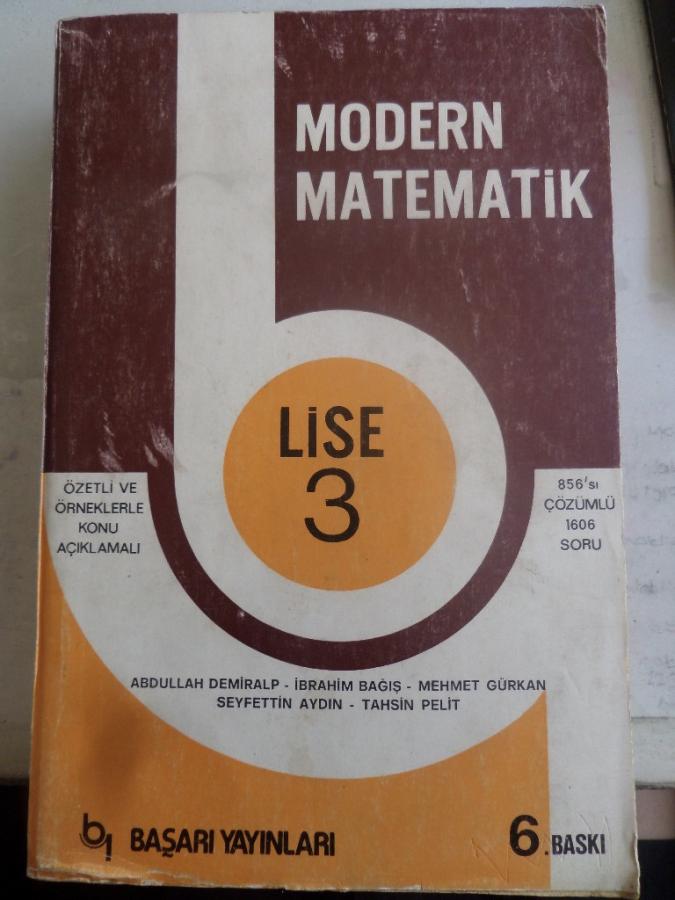 MODERN
MATEMATİK
LİSE
3
ÖZETLİ VE
ÖRNEKLERLE
KONU
AÇIKLAMALI
856'sı
ÇÖZÜMLÜ
1606
SORU
ABDULLAH DEMİRALP - İBRAHİM BAĞIŞ - MEHMET GÜRKAN
SEYFETTİN AYDIN - TAHSİN PELİT
BAŞARI YAYINLARI
6.BASKI